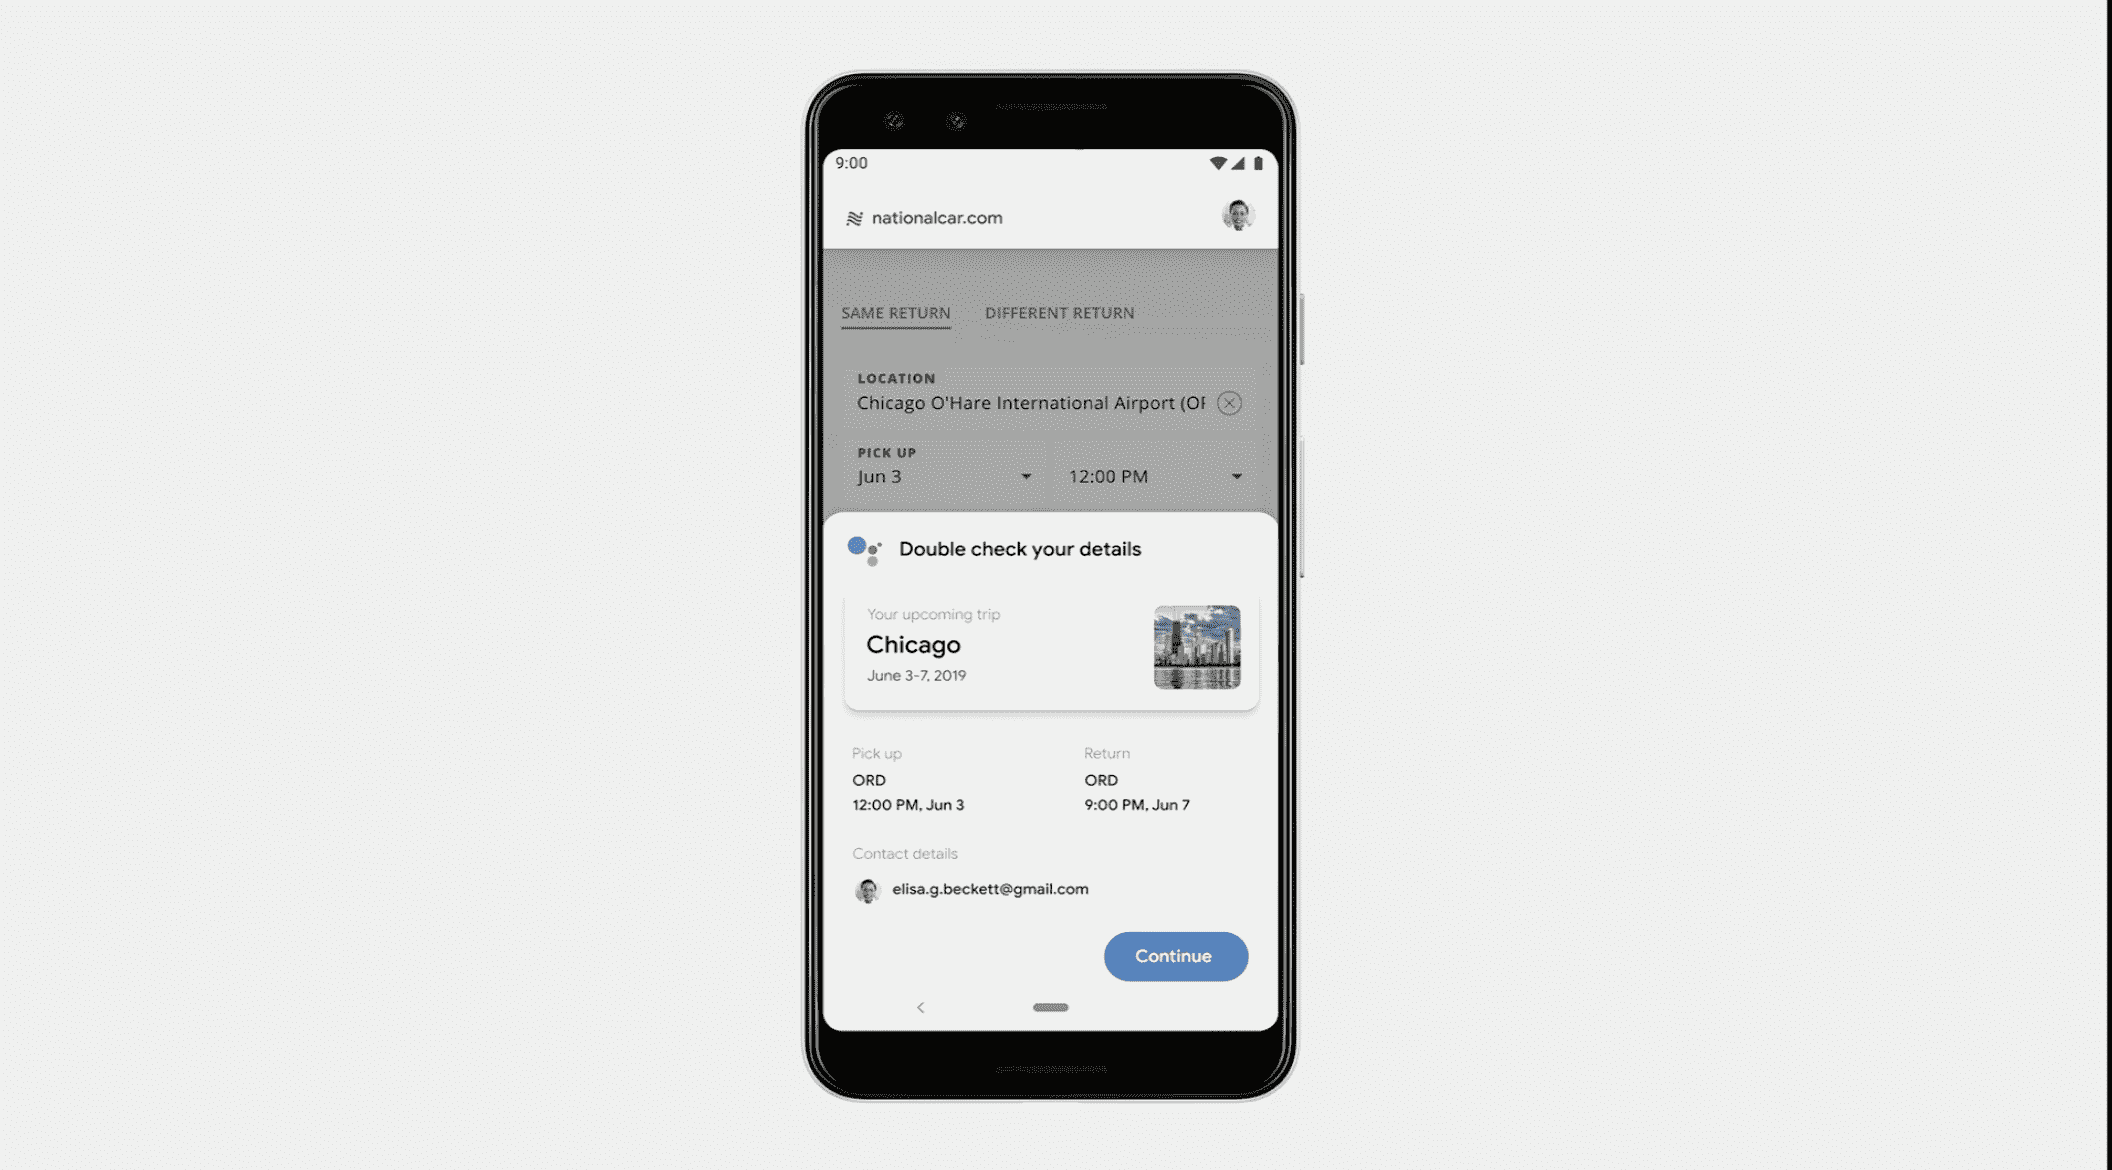 9:00
nationalcar.com
SAME RETURN DIFFERENT RETURN
LOCATION
Chicago O'Hare International Airport (OR
PICK UP
Jun 3 12:00 PM
Double check your details
Your upcoming trip
Chicago
June 3-7, 2019
Pick up Return
ORD ORD
12:00 PM, Jun 3 9:00 PM, Jun 7
Contact details
elisa.g.beckett@gmail.com
Continue